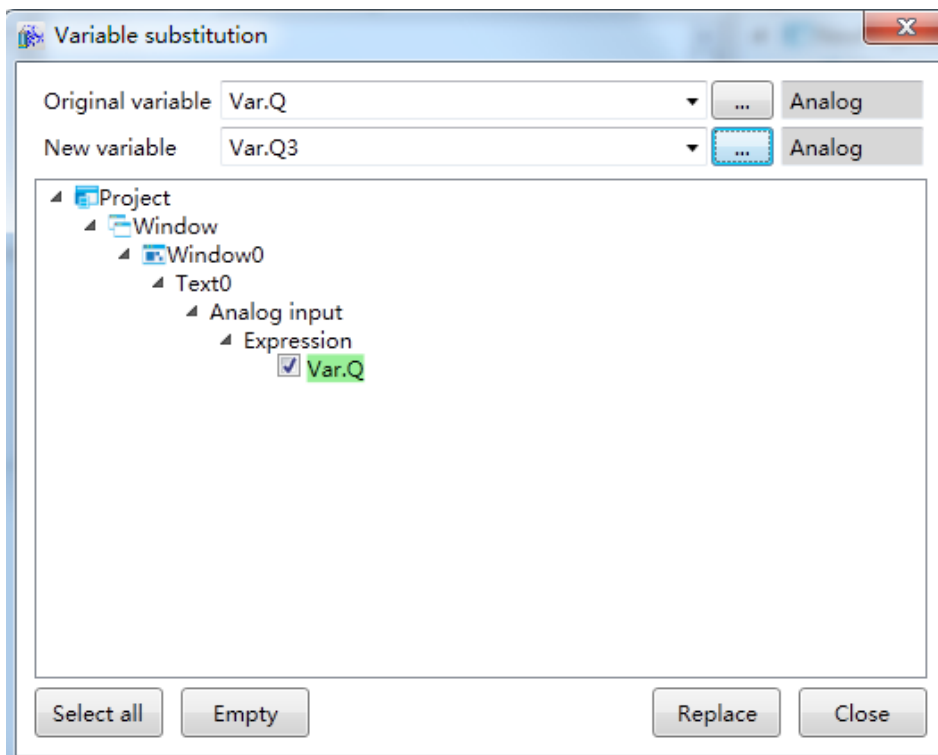 Variable substitution
Original variable Var.Q ... Analog
New variable Var.Q3 ... Analog
Project
Window
Window0
Text0
Analog input
Expression
Var.Q
Select all Empty Replace Close